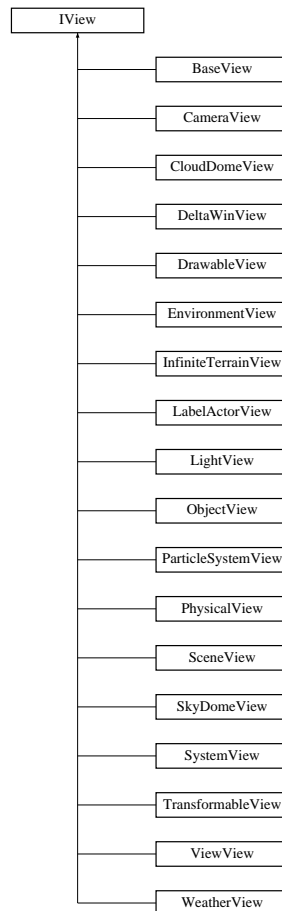 IView
BaseView
CameraView
CloudDomeView
DeltaWinView
DrawableView
EnvironmentView
InfiniteTerrainView
LabelActorView
LightView
ObjectView
ParticleSystemView
PhysicalView
SceneView
SkyDomeView
SystemView
TransformableView
ViewView
WeatherView